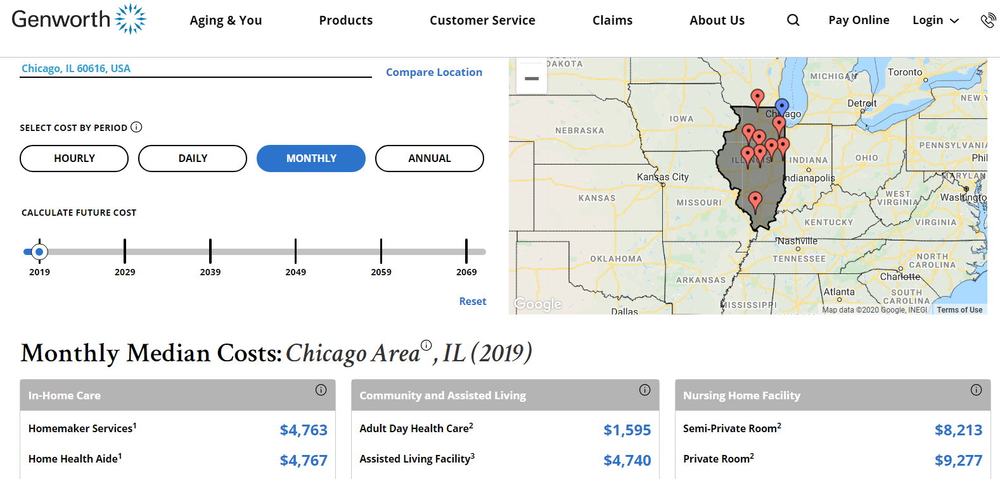 Genworth
Aging & You
Products
Customer Service
Claims
About Us
Pay Online
Login
Chicago, IL 60616, USA
Compare Location
SELECT COST BY PERIOD
HOURLY
DAILY
MONTHLY
ANNUAL
CALCULATE FUTURE COST
2019
2029
2039
2049
2059
2069
Reset
DAKOTA
MICHIGAN
Toronto
Detroit
NEW Y
Chicago
IOWA
NEBRASKA
PENNSYLVANIA
Phil
ILLINOIS
INDIANA
OHIO
Kansas City
Indianapolis
MARYLAN
KANSAS
MISSOURI
WEST
VIRGINIA
Washingto
KENTUCKY
VIRGINIA
Nashville
OKLAHOMA
TENNESSEE
NORTH
CAROLINA
ARKANSAS
Charlotte
Atlanta
SOUTH
CAROLINA
Google
MISSISSIPPI
Dallas
Map data ©2020 Google, INEGI
Terms of Use
Monthly Median Costs: Chicago Area, IL (2019)
In-Home Care
Homemaker Services1
$4,763
Home Health Aide1
$4,767
Community and Assisted Living
Adult Day Health Care2
$1,595
Assisted Living Facility3
$4,740
Nursing Home Facility
Semi-Private Room2
$8,213
Private Room2
$9,277